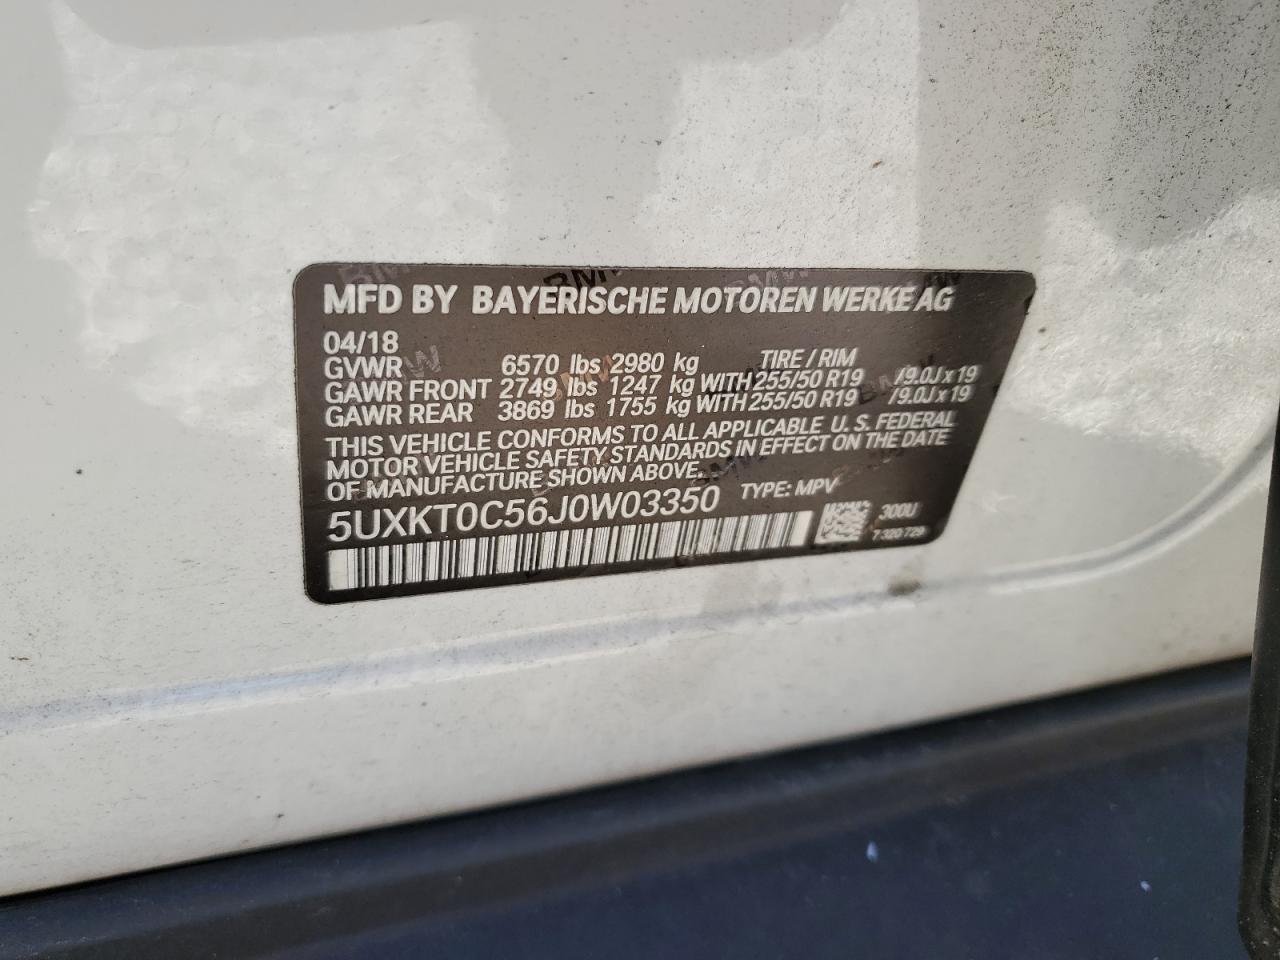 MFD BY BAYERISCHE MOTOREN WERKE AG
04/18
GVWR 6570 lbs 2980 kg TIRE / RIM
GAWR FRONT 2749 lbs 1247 kg WITH 255/50 R19 /9.0J x 19
GAWR REAR 3869 lbs 1755 kg WITH 255/50 R19 /9.0J x 19
THIS VEHICLE CONFORMS TO ALL APPLICABLE U. S. FEDERAL
MOTOR VEHICLE SAFETY STANDARDS IN EFFECT ON THE DATE
OF MANUFACTURE SHOWN ABOVE.
5UXKT0C56J0W03350 TYPE: MPV
300U
7 320 729